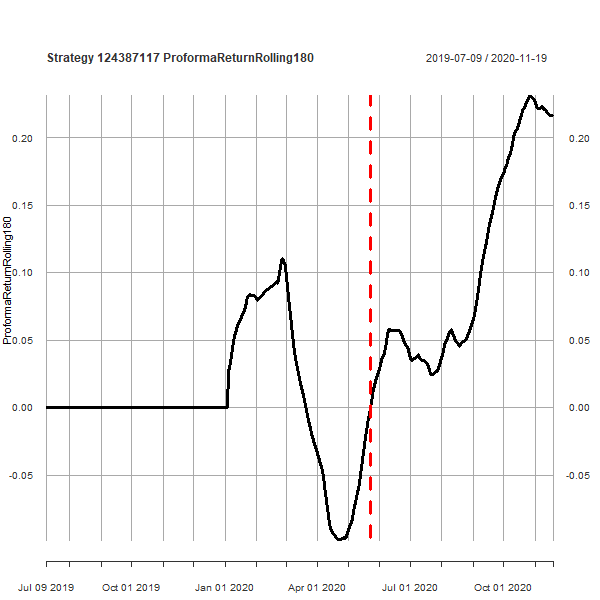 Strategy 124387117 ProformaReturnRolling180
2019-07-09 / 2020-11-19
0.20
0.20
0.15
0.15
0.10
0.10
0.05
0.05
0.00
0.00
-0.05
-0.05
ProformaReturnRolling180
Jul 09 2019
Oct 01 2019
Jan 01 2020
Apr 01 2020
Jul 01 2020
Oct 01 2020